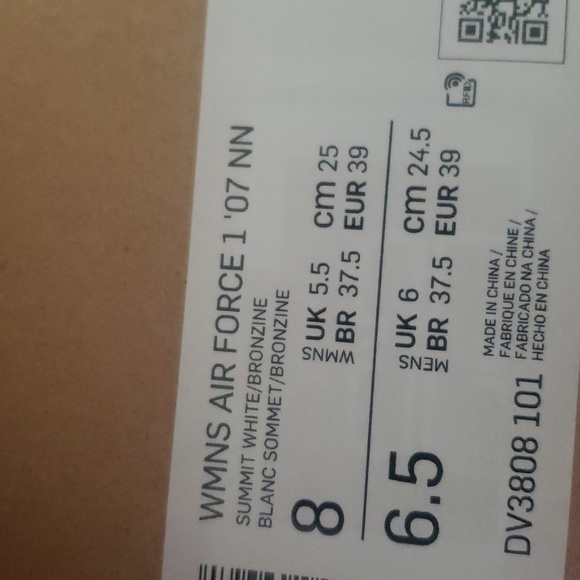 WMNS AIR FORCE 1 '07 NN
SUMMIT WHITE/BRONZINE
BLANC SOMMET/BRONZINE
8
WMNS
UK 5.5 cm 25
BR 37.5 EUR 39
6.5
MENS
UK 6 cm 24.5
BR 37.5 EUR 39
RFID
DV3808 101
MADE IN CHINA /
FABRIQUE EN CHINE /
FABRICADO NA CHINA /
HECHO EN CHINA